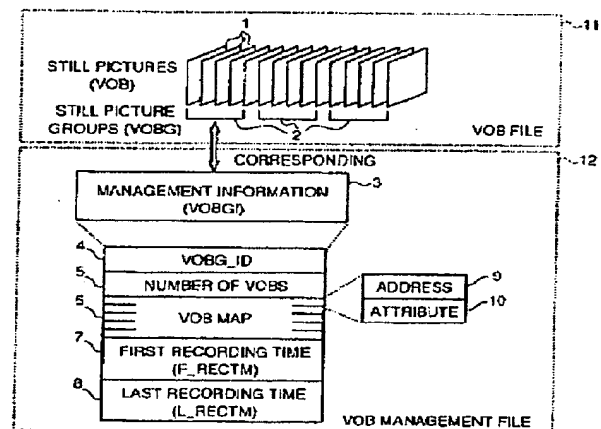 1
11
STILL PICTURES
(VOB)
STILL PICTURE
GROUPS (VOBG)
2
VOB FILE
12
CORRESPONDING
3
MANAGEMENT INFORMATION
(VOBGI)
4
VOBG_ID
5
NUMBER OF VOBS
9
ADDRESS
6
VOB MAP
ATTRIBUTE
10
7
FIRST RECORDING TIME
(F_RECTM)
8
LAST RECORDING TIME
(L_RECTM)
VOB MANAGEMENT FILE